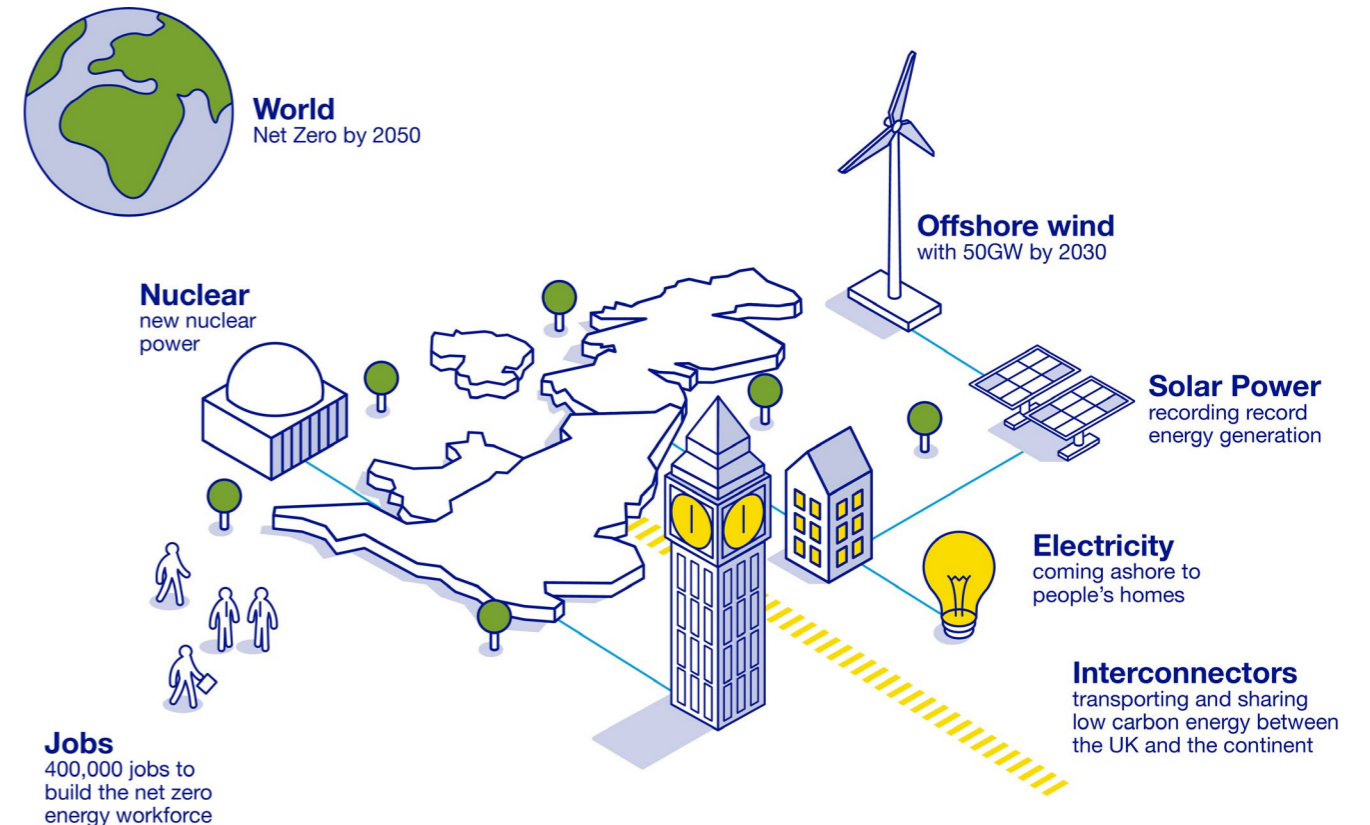 World
Net Zero by 2050
Offshore wind
with 50GW by 2030
Nuclear
new nuclear
power
Solar Power
recording record
energy generation
Electricity
coming ashore to
people’s homes
Interconnectors
transporting and sharing
low carbon energy between
the UK and the continent
Jobs
400,000 jobs to
build the net zero
energy workforce